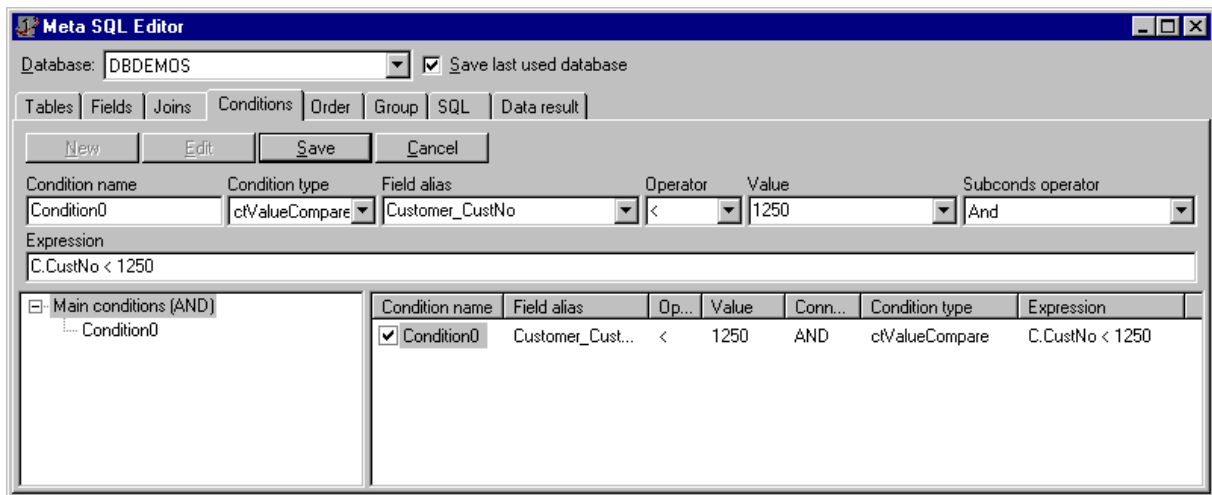 Meta SQL Editor
Database: DBDEMOS Save last used database
Tables Fields Joins Conditions Order Group SQL Data result
New Edit Save Cancel
Condition name Condition type Field alias Operator Value Subconds operator
Condition0 ctValueCompare Customer_CustNo < 1250 And
Expression
C.CustNo < 1250
Main conditions (AND)
Condition0
Condition name Field alias Op... Value Conn... Condition type Expression
Condition0 Customer_Cust... < 1250 AND ctValueCompare C.CustNo < 1250